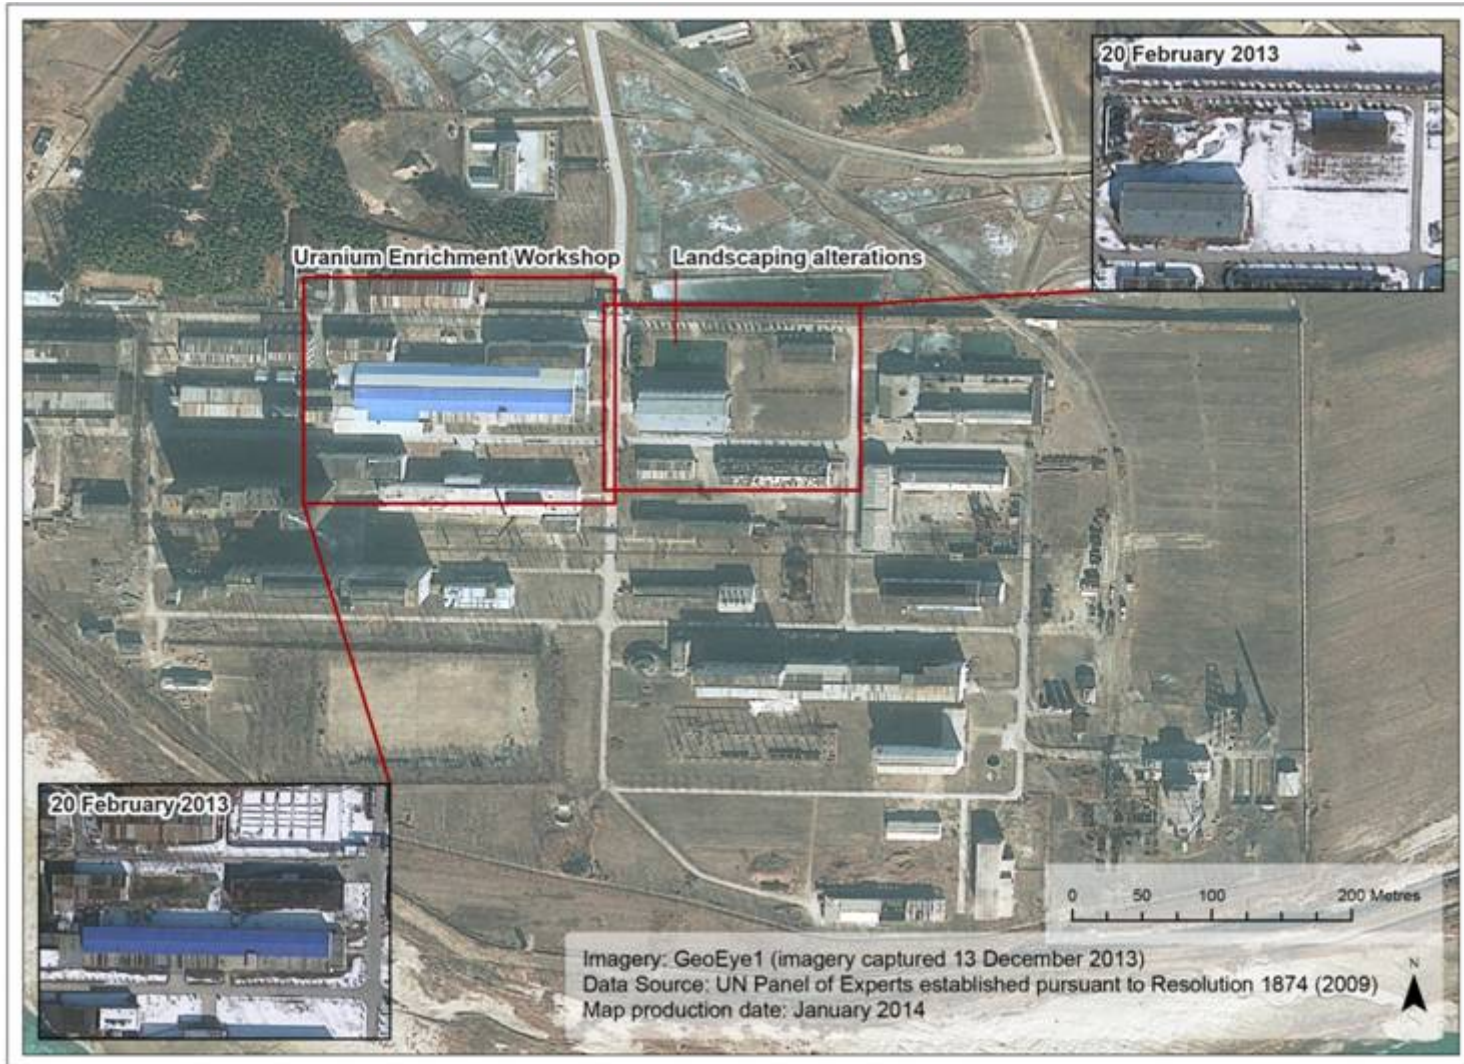 20 February 2013
Uranium Enrichment Workshop
Landscaping alterations
20 February 2013
0 50 100 200 Metres
Imagery: GeoEye1 (imagery captured 13 December 2013)
Data Source: UN Panel of Experts established pursuant to Resolution 1874 (2009)
Map production date: January 2014
N